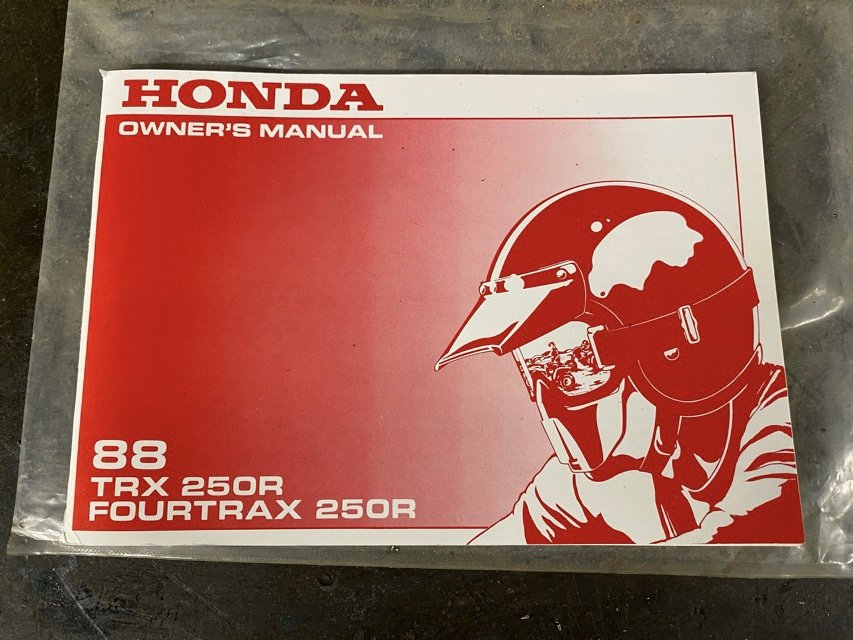 HONDA
OWNER'S MANUAL
88
TRX 250R
FOURTRAX 250R